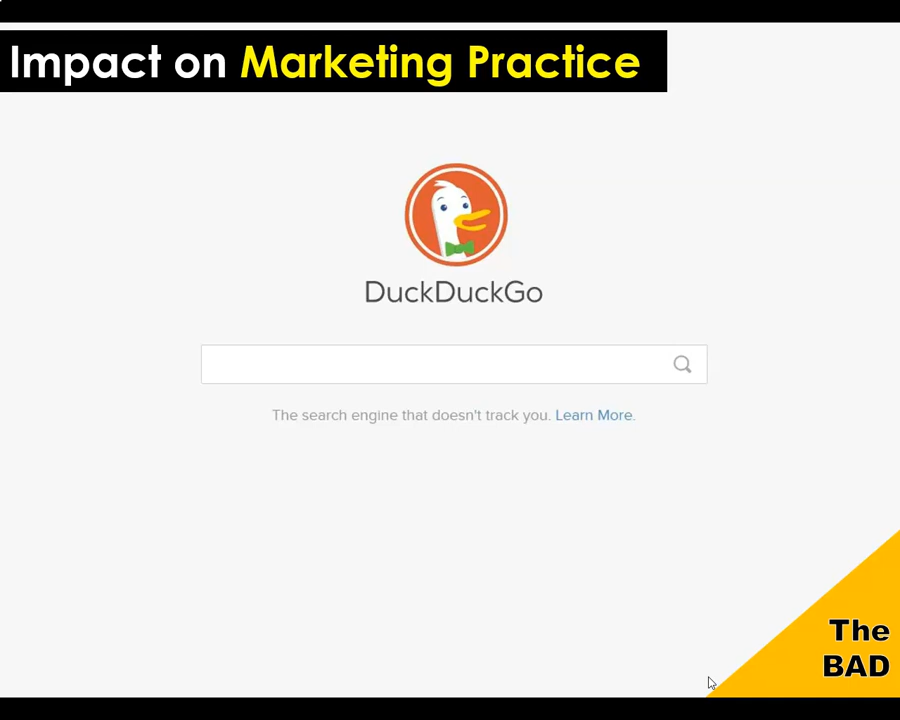 Impact on Marketing Practice
DuckDuckGo
The search engine that doesn't track you. Learn More.
The
BAD